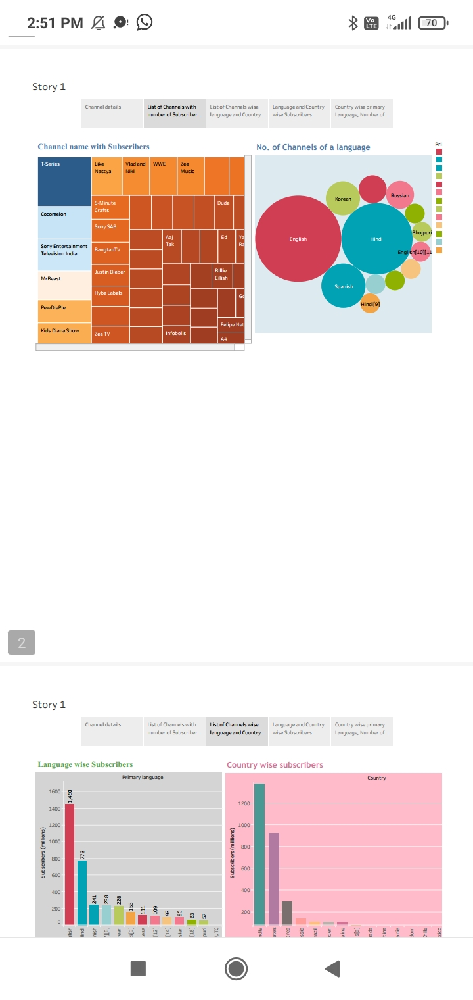 2:51 PM
Vo
LTE
4G
70
Story 1
Channel details
List of Channels with
number of Subscriber..
List of Channels wise
language and Country..
Language and Country
wise Subscribers
Country wise primary
Language, Number of ..
Channel name with Subscribers
No. of Channels of a language
Pri
T-Series
Like
Nastya
Vlad and
Niki
WWE
Zee
Music
Cocomelon
5-Minute
Crafts
Dude
Sony SAB
Sony Entertainment
Television India
BangtanTV
Aaj
Tak
Ed
Ya
Ra
MrBeast
Justin Bieber
Billie
Eilish
Hybe Labels
Ge
PewDiePie
Kids Diana Show
Zee TV
Infobells
Felipe Net
A4
Korean
Russian
English
Hindi
Bhojpuri
English[10][11
Spanish
Hindi[9]
2
Story 1
Channel details
List of Channels with
number of Subscriber..
List of Channels wise
language and Country..
Language and Country
wise Subscribers
Country wise primary
Language, Number of ..
Language wise Subscribers
Country wise subscribers
Primary language
Country
Subscribers (millions)
1600
1400
1200
1000
800
600
400
200
0
1,450
773
241
238
228
153
111
109
93
90
63
57
lish
indi
nish
][8]
ean
i[9]
ese
[12]
[14]
sian
[16]
puri
UTC
Subscribers (millions)
1200
1000
800
600
400
200
ndia
ates
orea
ssia
razil
den
aine
s[a]
nada
tina
ania
dom
Chile
xico